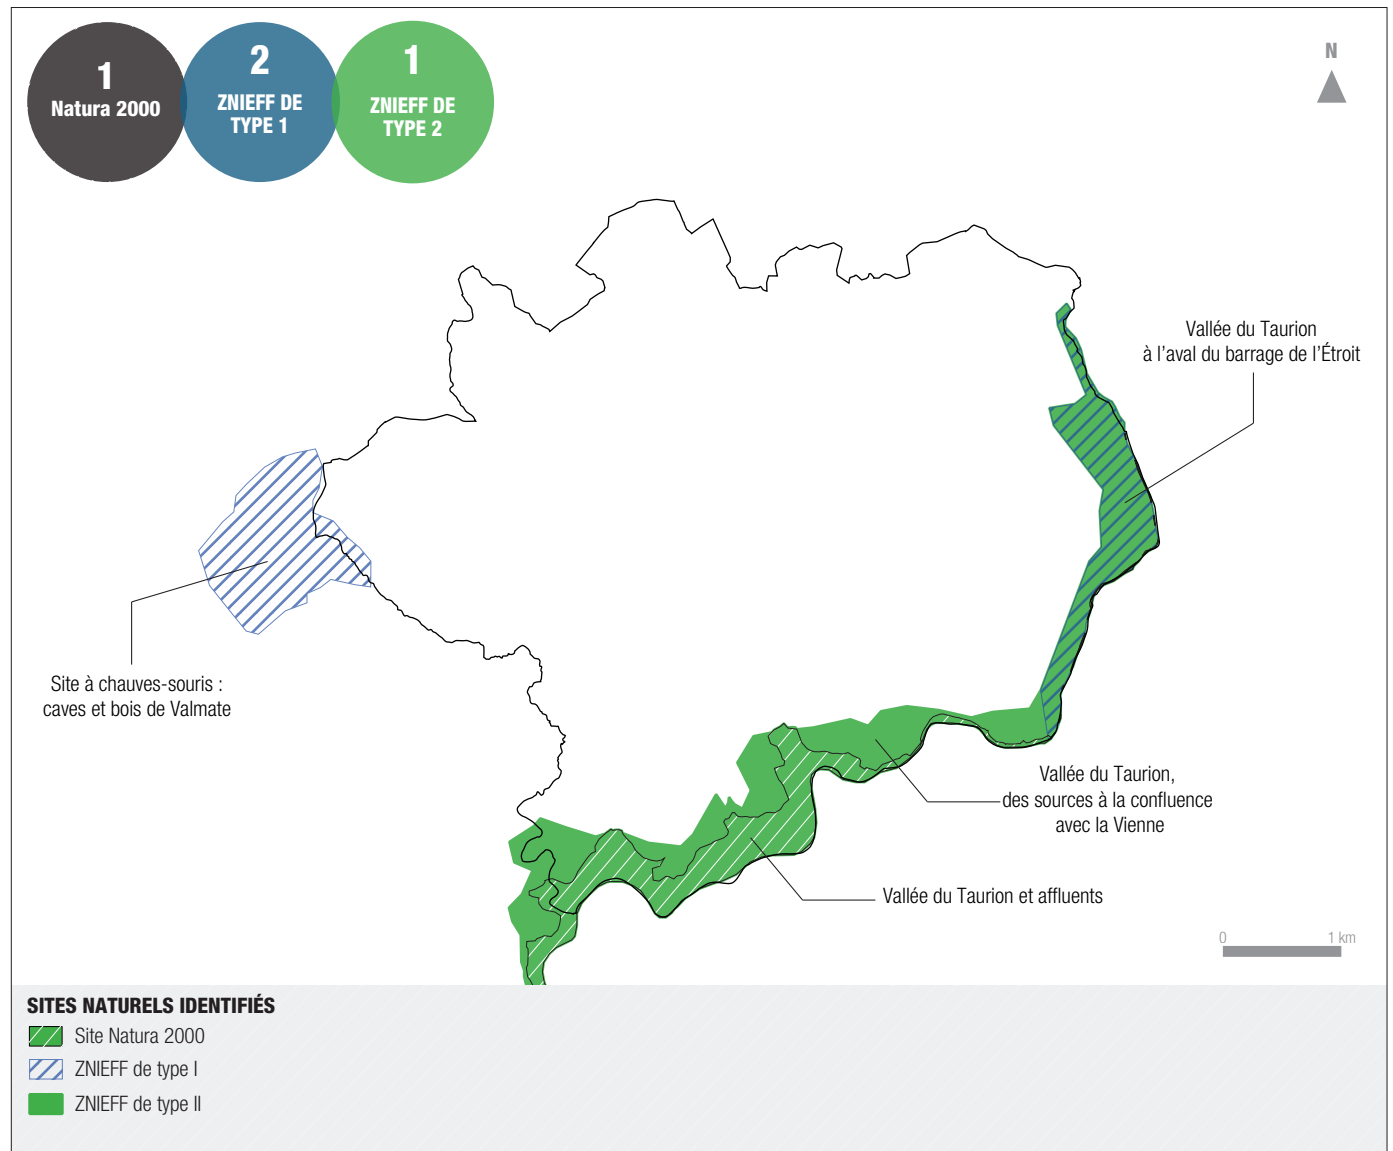 1
Natura 2000
2
ZNIEFF DE
TYPE 1
1
ZNIEFF DE
TYPE 2
N
Vallée du Taurion
à l'aval du barrage de l'Étroit
Site à chauves-souris :
caves et bois de Valmate
Vallée du Taurion,
des sources à la confluence
avec la Vienne
Vallée du Taurion et affluents
0 1 km
SITES NATURELS IDENTIFIÉS
Site Natura 2000
ZNIEFF de type I
ZNIEFF de type II